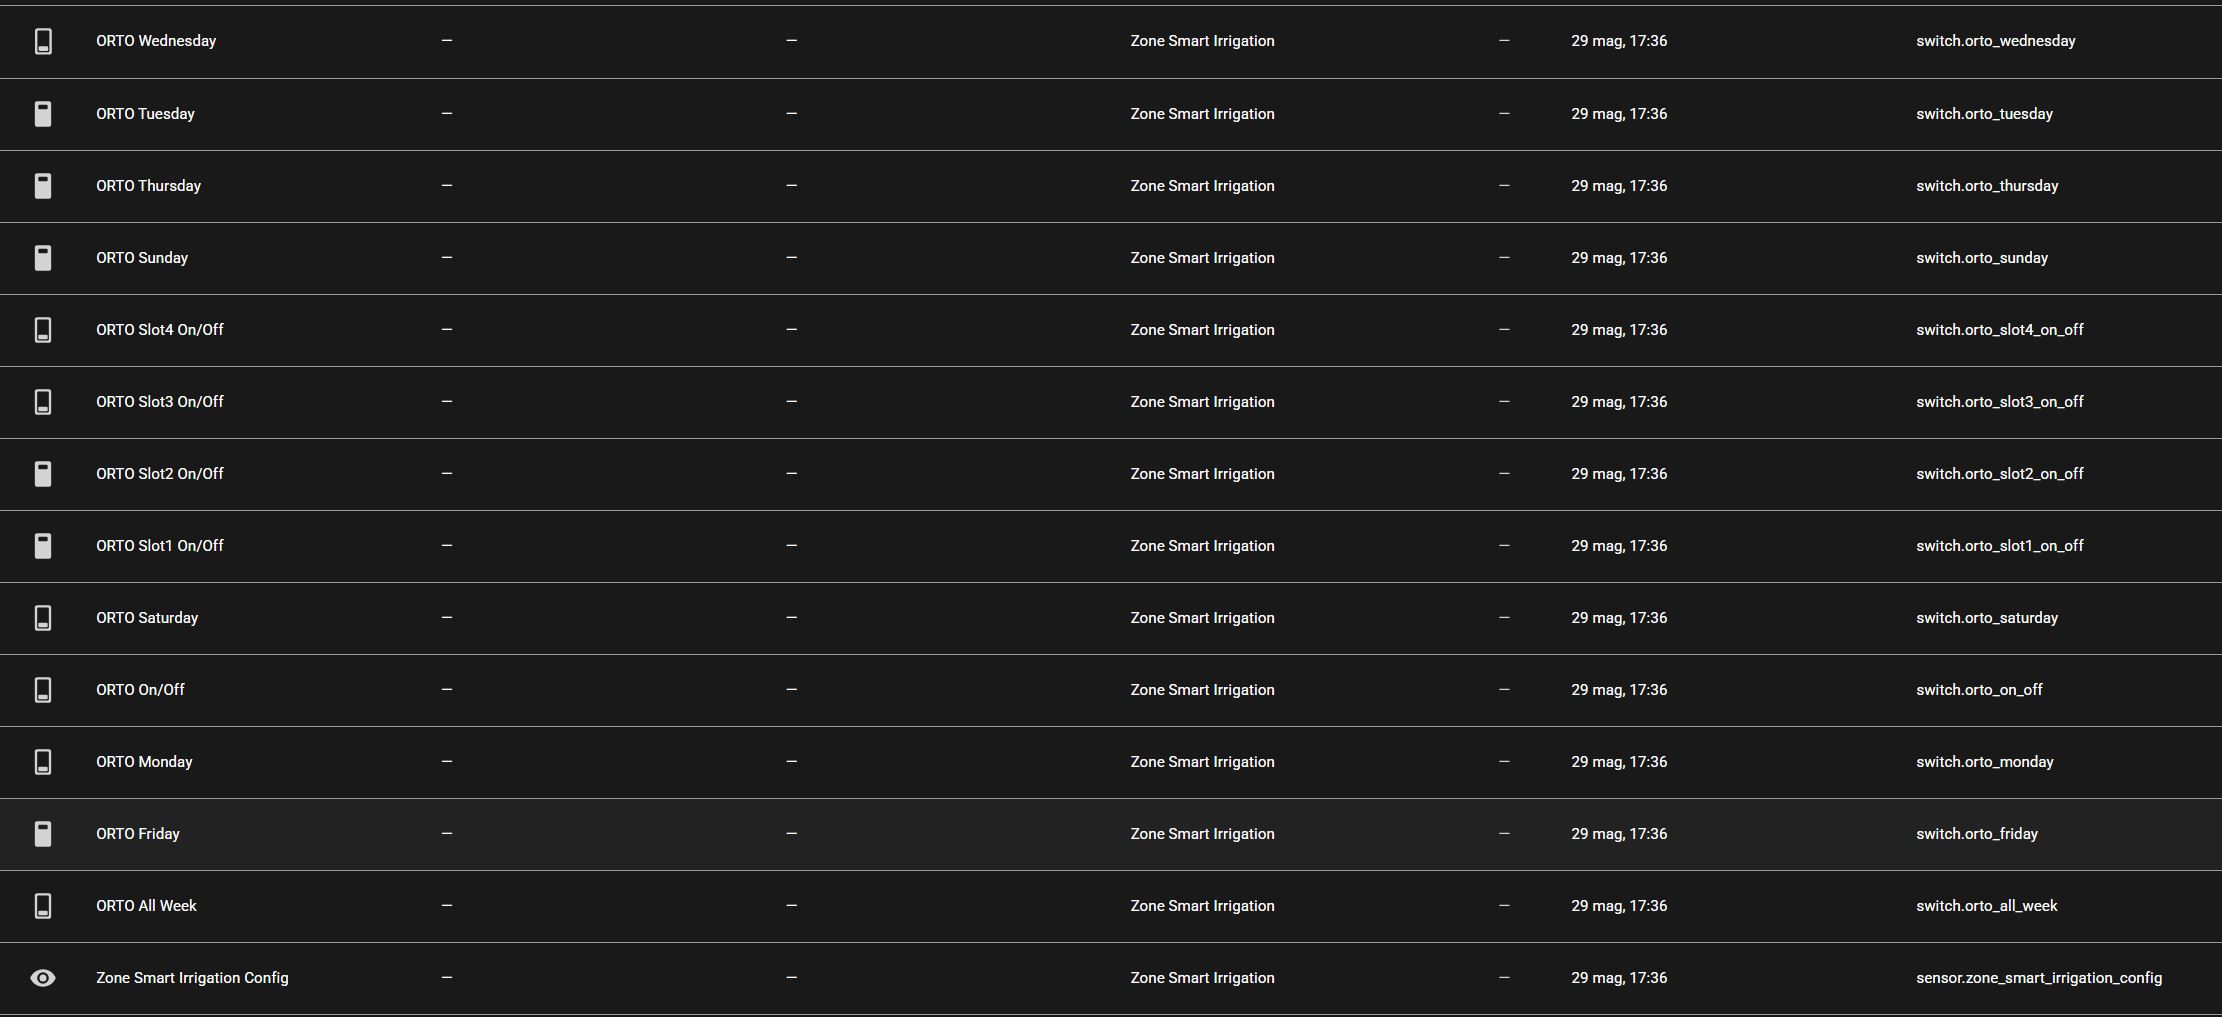 ORTO Wednesday — — Zone Smart Irrigation — 29 mag, 17:36 switch.orto_wednesday
ORTO Tuesday — — Zone Smart Irrigation — 29 mag, 17:36 switch.orto_tuesday
ORTO Thursday — — Zone Smart Irrigation — 29 mag, 17:36 switch.orto_thursday
ORTO Sunday — — Zone Smart Irrigation — 29 mag, 17:36 switch.orto_sunday
ORTO Slot4 On/Off — — Zone Smart Irrigation — 29 mag, 17:36 switch.orto_slot4_on_off
ORTO Slot3 On/Off — — Zone Smart Irrigation — 29 mag, 17:36 switch.orto_slot3_on_off
ORTO Slot2 On/Off — — Zone Smart Irrigation — 29 mag, 17:36 switch.orto_slot2_on_off
ORTO Slot1 On/Off — — Zone Smart Irrigation — 29 mag, 17:36 switch.orto_slot1_on_off
ORTO Saturday — — Zone Smart Irrigation — 29 mag, 17:36 switch.orto_saturday
ORTO On/Off — — Zone Smart Irrigation — 29 mag, 17:36 switch.orto_on_off
ORTO Monday — — Zone Smart Irrigation — 29 mag, 17:36 switch.orto_monday
ORTO Friday — — Zone Smart Irrigation — 29 mag, 17:36 switch.orto_friday
ORTO All Week — — Zone Smart Irrigation — 29 mag, 17:36 switch.orto_all_week
Zone Smart Irrigation Config — — Zone Smart Irrigation — 29 mag, 17:36 sensor.zone_smart_irrigation_config